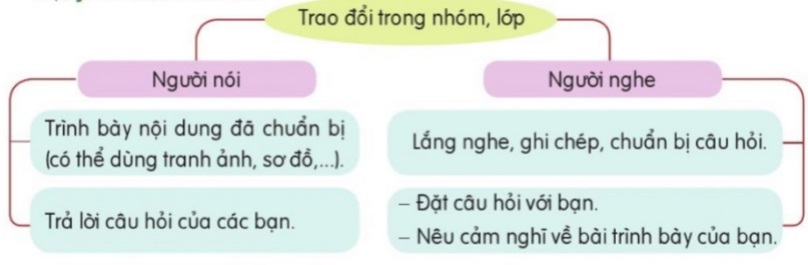 Trao đổi trong nhóm, lớp
Người nói
Trình bày nội dung đã chuẩn bị
(có thể dùng tranh ảnh, sơ đồ,...).
Trả lời câu hỏi của các bạn.
Người nghe
Lắng nghe, ghi chép, chuẩn bị câu hỏi.
– Đặt câu hỏi với bạn.
– Nêu cảm nghĩ về bài trình bày của bạn.